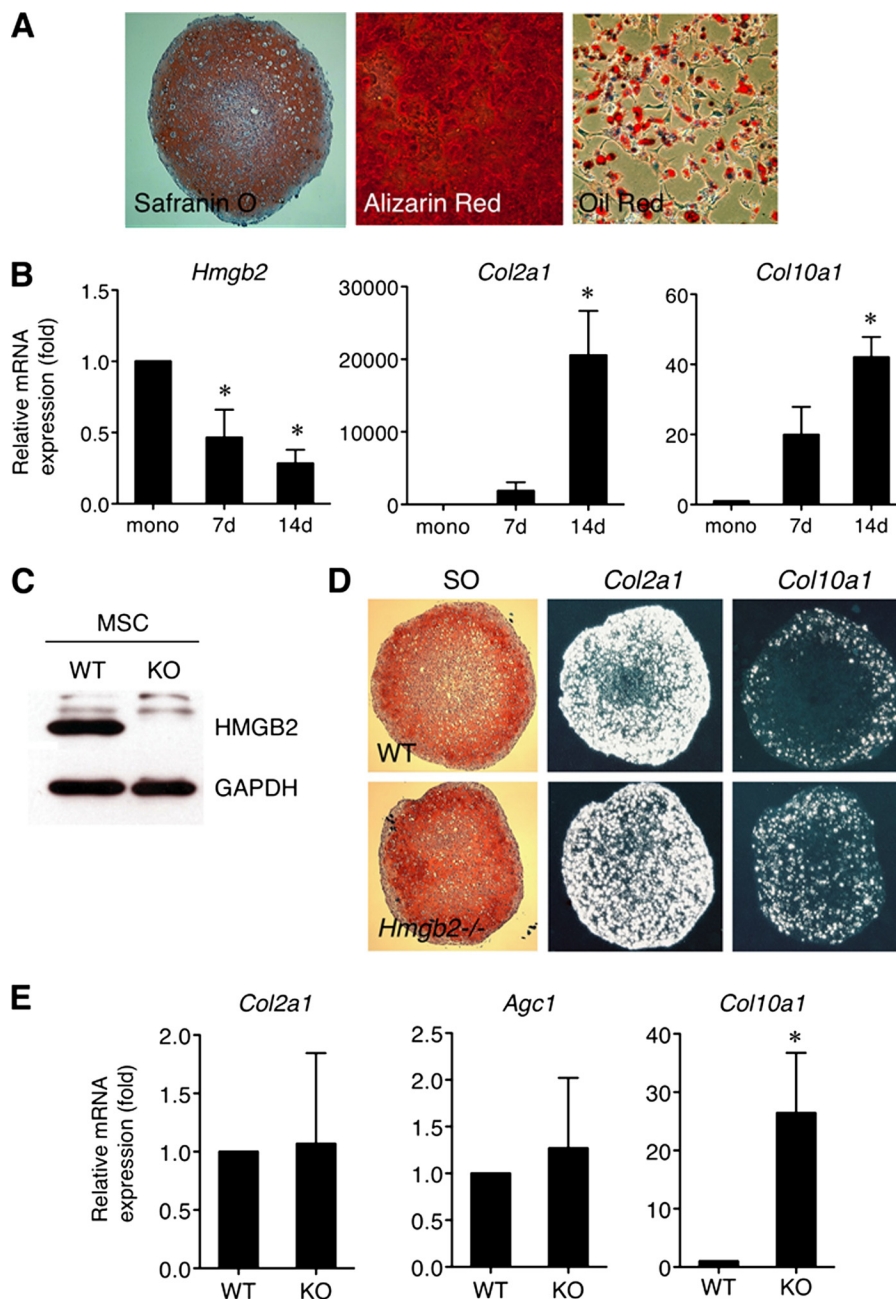 A
Safranin O
Alizarin Red
Oil Red
B
Hmgb2
Col2a1
Col10a1
Relative mRNA
expression (fold)
1.5
1.0
0.5
0.0
mono 7d 14d
*
*
30000
20000
10000
0
mono 7d 14d
*
60
40
20
0
mono 7d 14d
*
C
MSC
WT KO
HMGB2
GAPDH
D
SO Col2a1 Col10a1
WT
Hmgb2-/-
E
Col2a1
Agc1
Col10a1
Relative mRNA
expression (fold)
2.0
1.5
1.0
0.5
0.0
WT KO
2.5
2.0
1.5
1.0
0.5
0.0
WT KO
40
30
20
10
0
WT KO
*